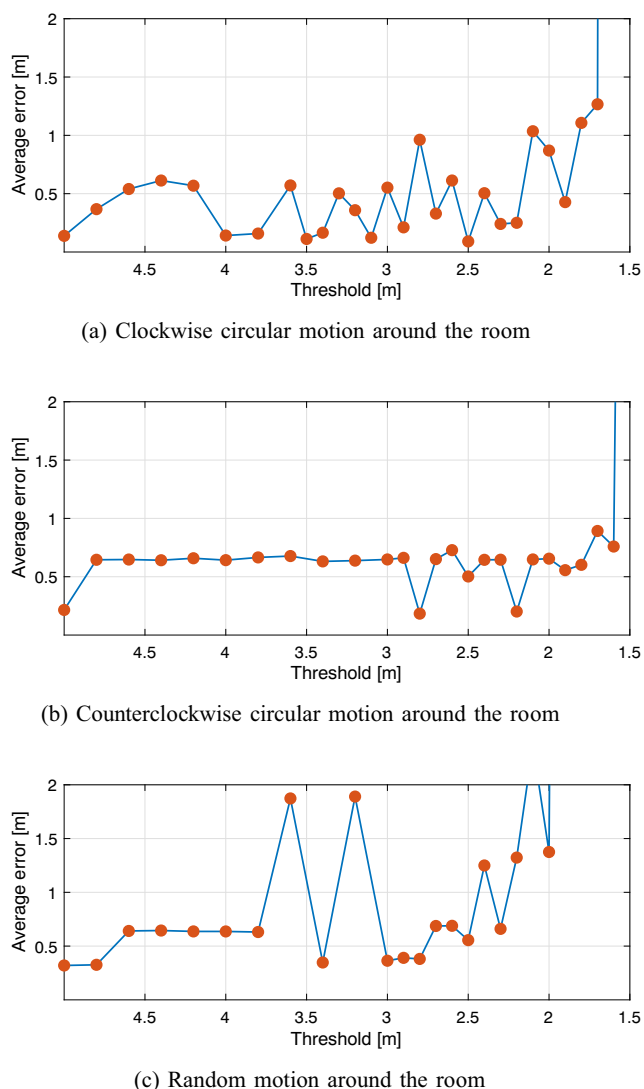 2
1.5
1
0.5
Average error [m]
4.5 4 3.5 3 2.5 2 1.5
Threshold [m]
(a) Clockwise circular motion around the room
2
1.5
1
0.5
Average error [m]
4.5 4 3.5 3 2.5 2 1.5
Threshold [m]
(b) Counterclockwise circular motion around the room
2
1.5
1
0.5
Average error [m]
4.5 4 3.5 3 2.5 2 1.5
Threshold [m]
(c) Random motion around the room